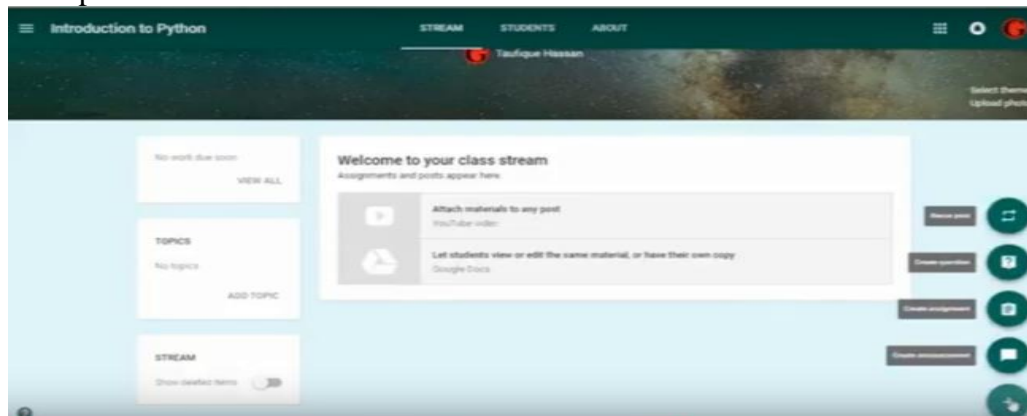 Introduction to Python
STREAM STUDENTS ABOUT
G
G Taufique Hassan
Select theme
Upload photo
No work due soon
VIEW ALL
Welcome to your class stream
Assignments and posts appear here.
Attach materials to any post
YouTube video
Let students view or edit the same material, or have their own copy
Google Docs
TOPICS
No topics
ADD TOPIC
Reuse post
Create question
Create assignment
Create announcement
STREAM
Show deleted items